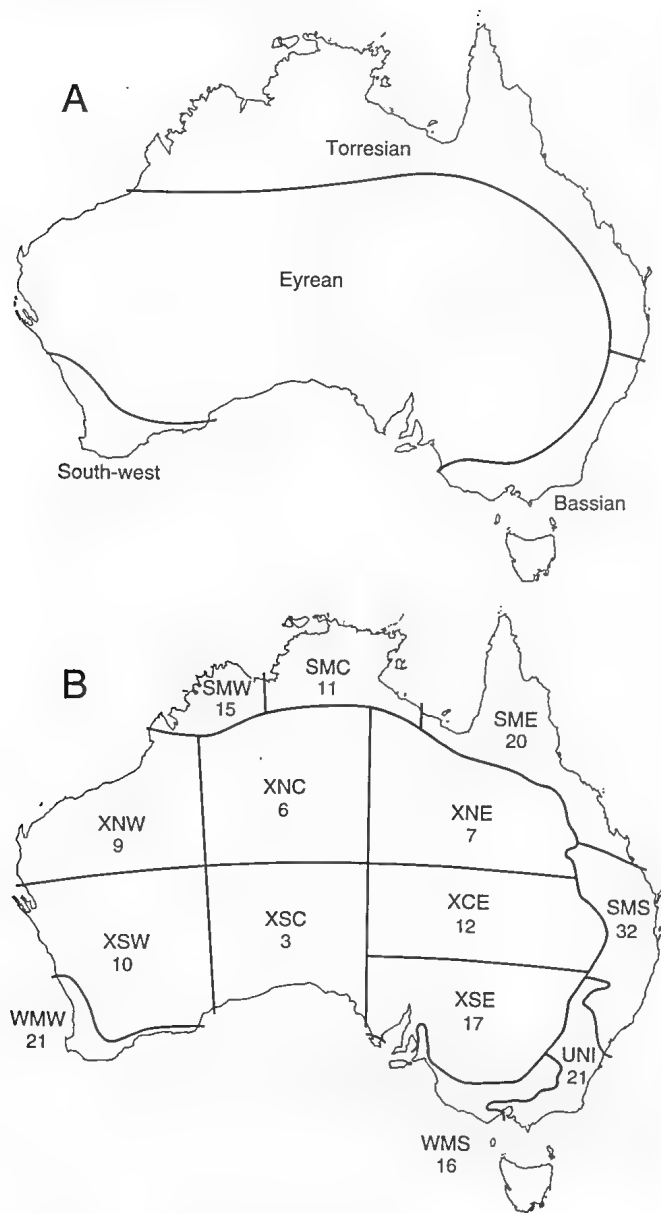 A
Torresian
Eyrean
South-west
Bassian
B
SMW
15
SMC
11
SME
20
XNW
9
XNC
6
XNE
7
XSW
10
XSC
3
XCE
12
SMS
32
XSE
17
WMW
21
UNI
21
WMS
16